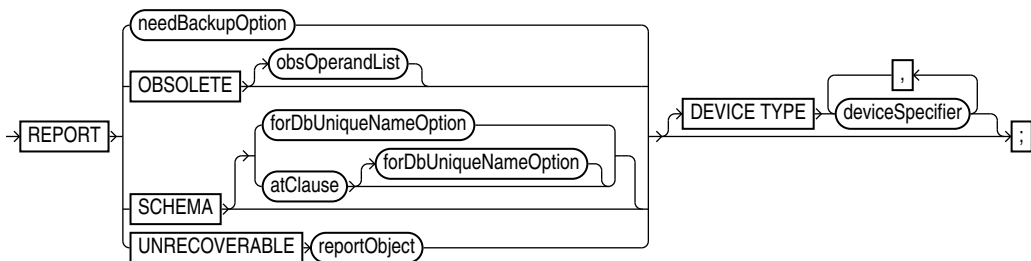 needBackupOption
obsOperandList
OBSOLETE
,
forDbUniqueNameOption
DEVICE TYPE deviceSpecifier
REPORT
;
forDbUniqueNameOption
atClause
SCHEMA
UNRECOVERABLE reportObject